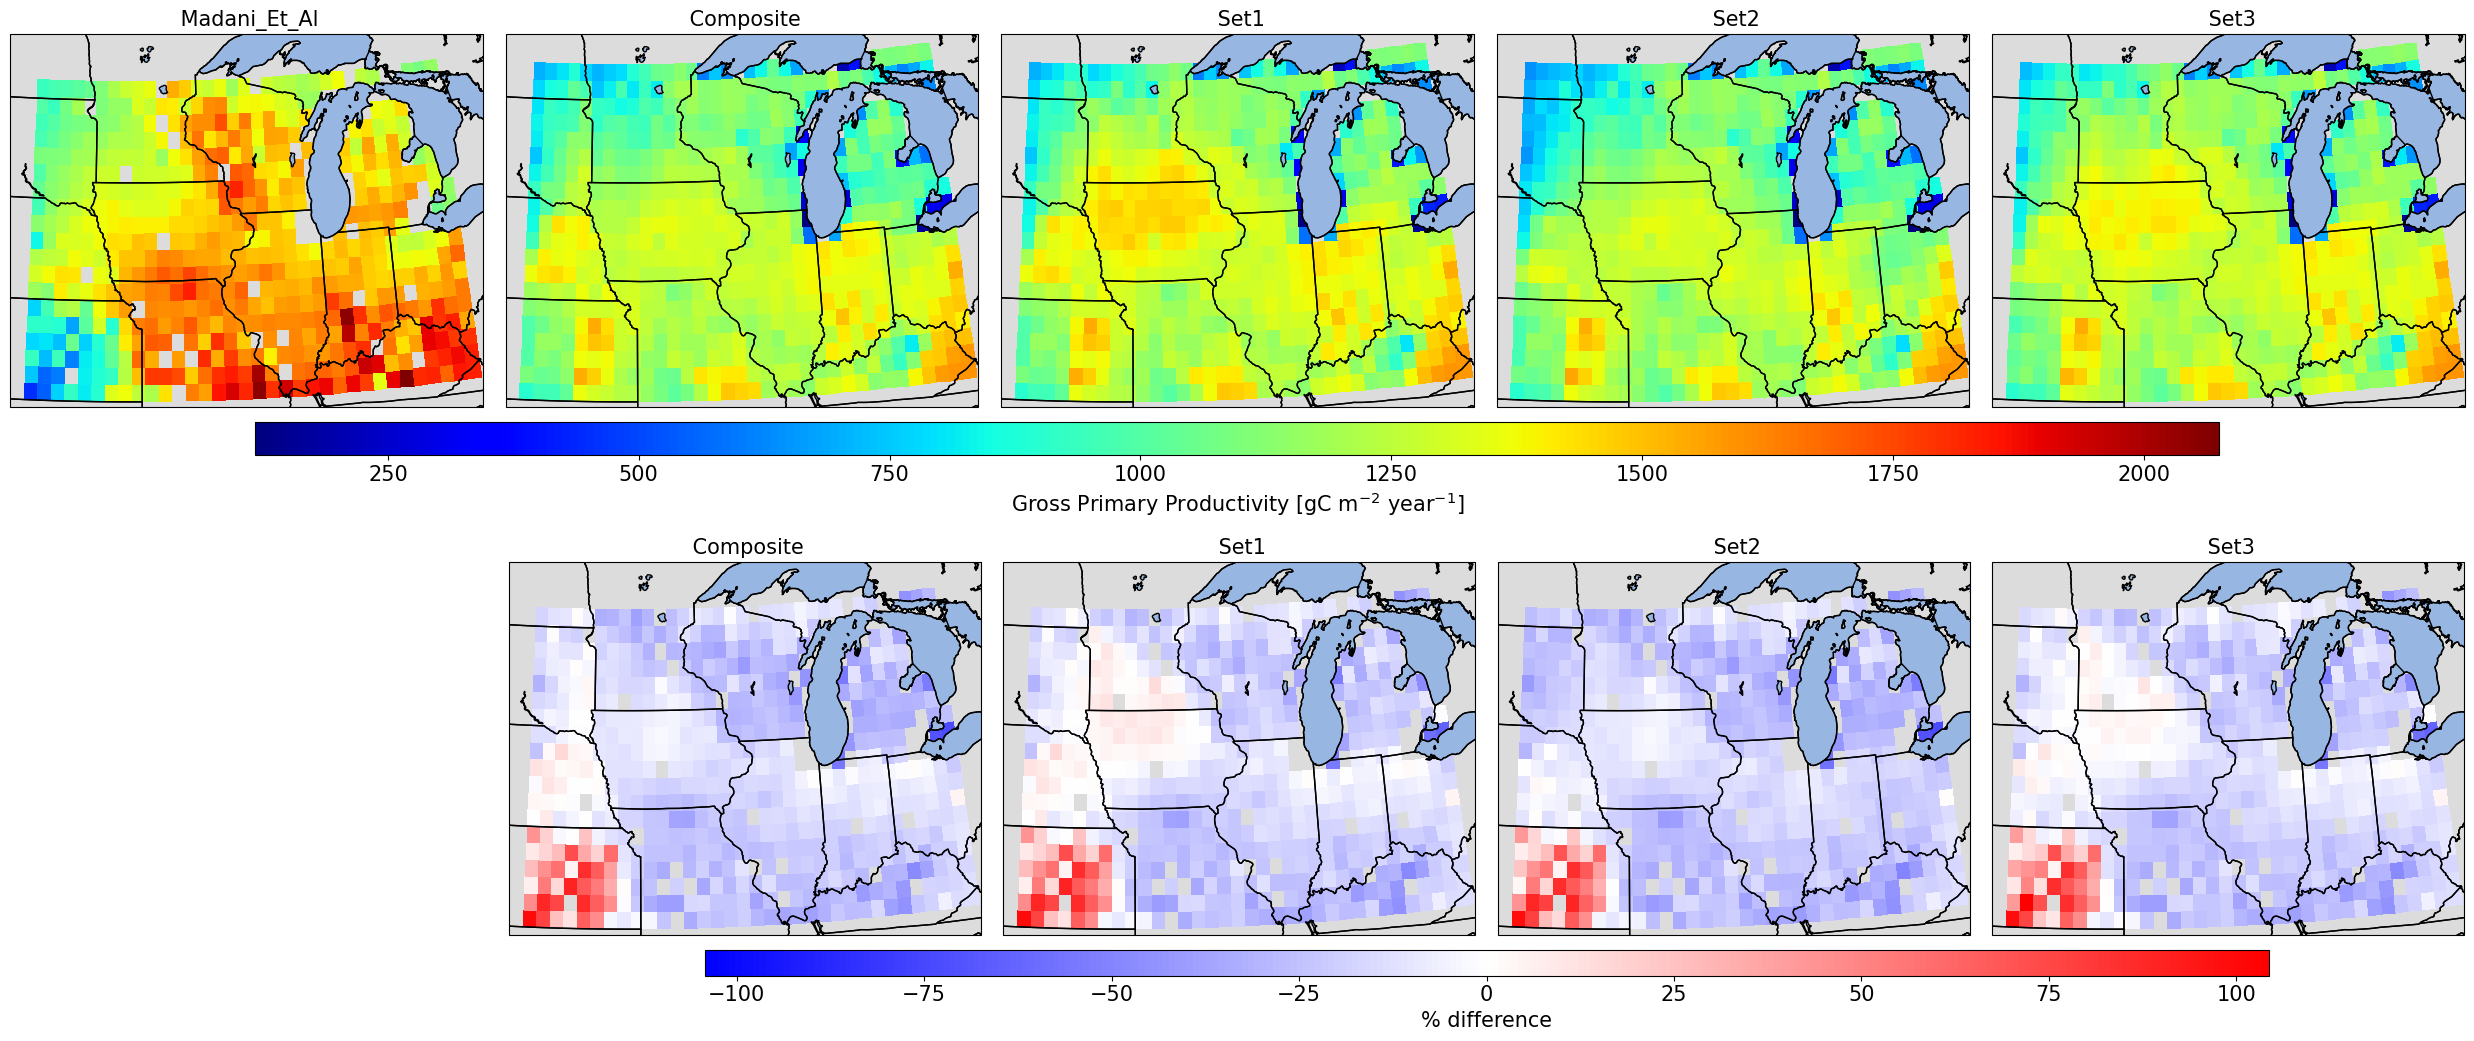 Madani_Et_Al
Composite
Set1
Set2
Set3
250 500 750 1000 1250 1500 1750 2000
Gross Primary Productivity [gC m⁻² year⁻¹]
Composite
Set1
Set2
Set3
−100 −75 −50 −25 0 25 50 75 100
% difference